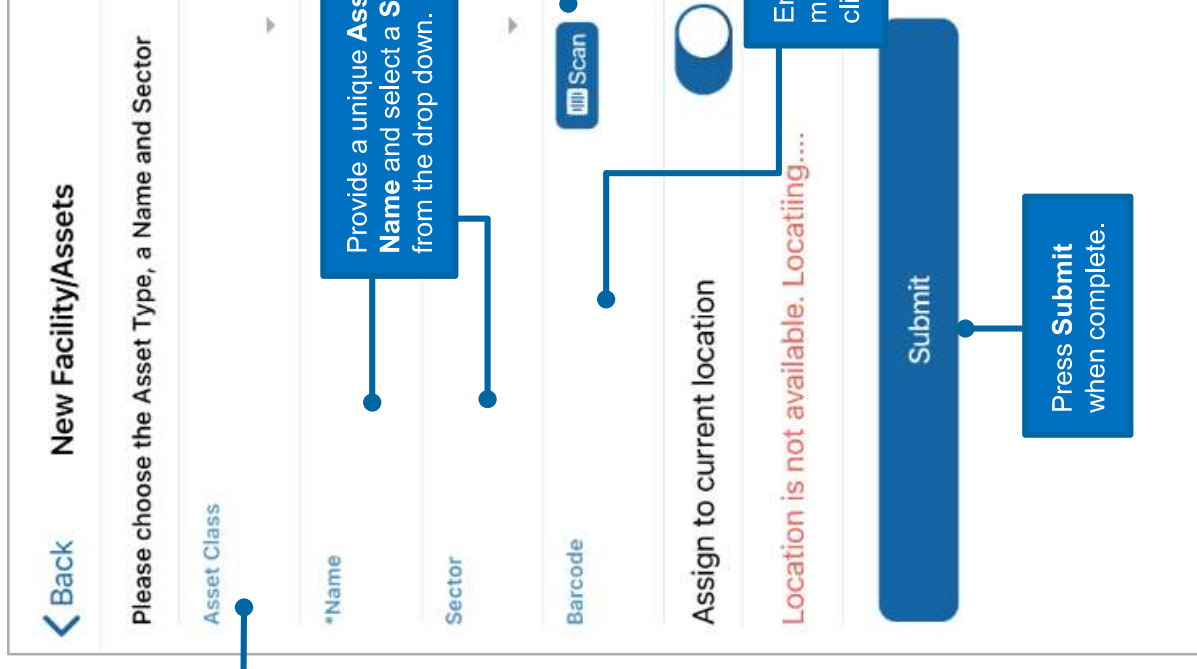 Back New Facility/Assets
Please choose the Asset Type, a Name and Sector
Asset Class
*Name
Provide a unique
Name and select a
from the drop down.
Sector
Barcode
Scan
Assign to current location
Location is not available. Locatiing....
Submit
Press Submit
when complete.